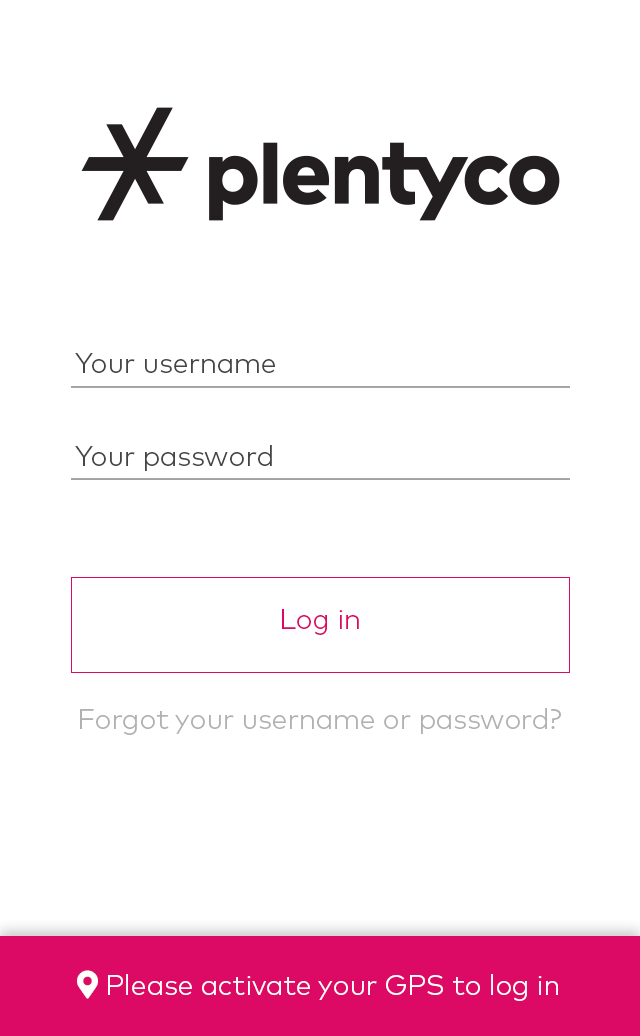 plentyco
Your username
Your password
Log in
Forgot your username or password?
Please activate your GPS to log in